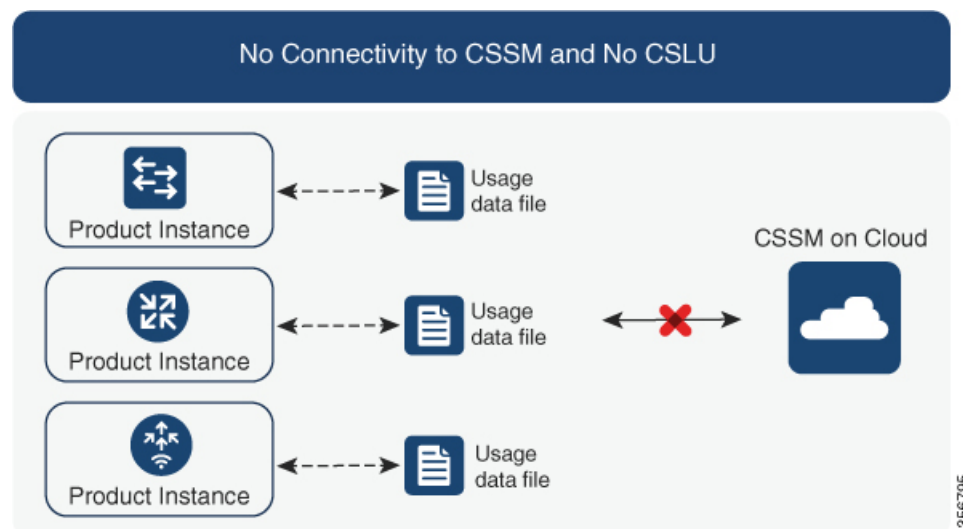 No Connectivity to CSSM and No CSLU
Product Instance
Usage
data file
Product Instance
Usage
data file
CSSM on Cloud
Product Instance
Usage
data file
356795